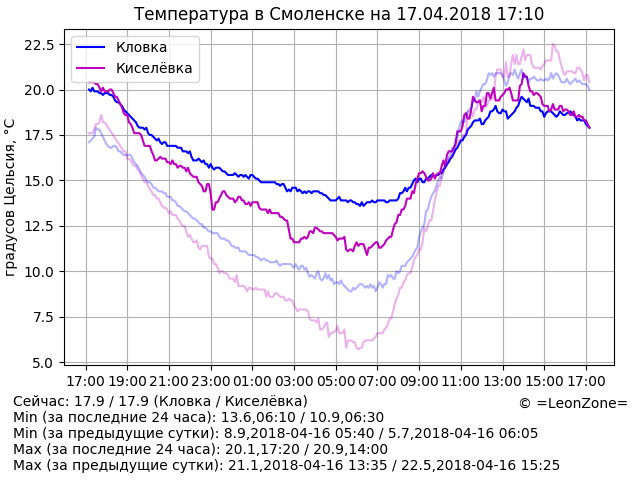 Температура в Смоленске на 17.04.2018 17:10
Кловка
Киселёвка
градусов Цельсия, °C
22.5
20.0
17.5
15.0
12.5
10.0
7.5
5.0
17:00 19:00 21:00 23:00 01:00 03:00 05:00 07:00 09:00 11:00 13:00 15:00 17:00
Сейчас: 17.9 / 17.9 (Кловка / Киселёвка)
© =LeonZone=
Min (за последние 24 часа): 13.6,06:10 / 10.9,06:30
Min (за предыдущие сутки): 8.9,2018-04-16 05:40 / 5.7,2018-04-16 06:05
Max (за последние 24 часа): 20.1,17:20 / 20.9,14:00
Max (за предыдущие сутки): 21.1,2018-04-16 13:35 / 22.5,2018-04-16 15:25